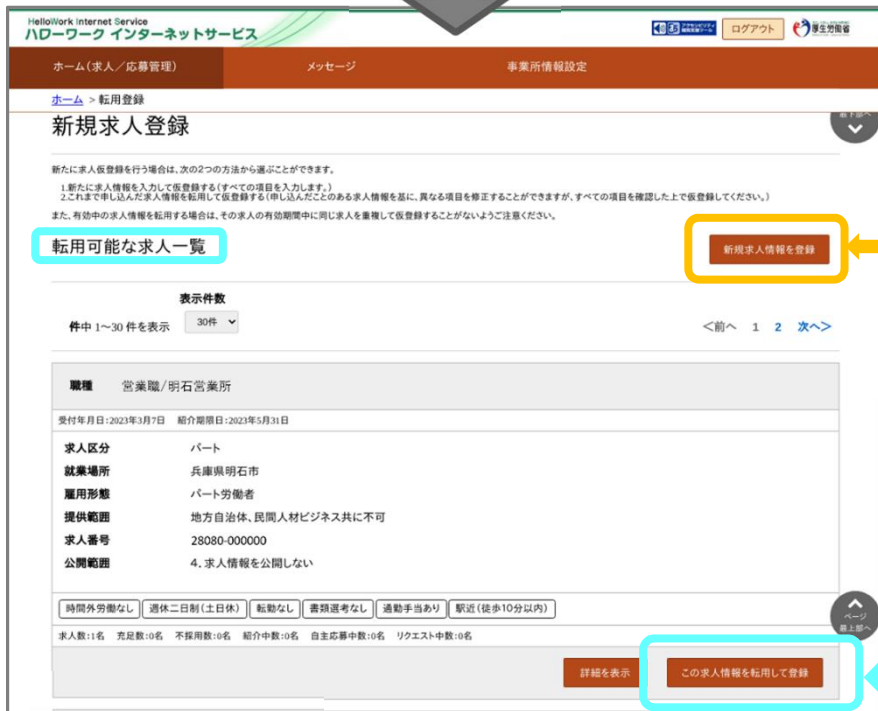 HelloWork Internet Service
ハローワーク インターネットサービス
ログアウト
厚生労働省
ホーム(求人/応募管理)
メッセージ
事業所情報設定
ホーム > 転用登録
新規求人登録
新たに求人仮登録を行う場合は、次の2つの方法から選ぶことができます。
1.新たに求人情報を入力して仮登録する(すべての項目を入力します。)
2.これまで申し込んだ求人情報を転用して仮登録する(申し込んだことのある求人情報を基に、異なる項目を修正することができますが、すべての項目を確認した上で仮登録してください。)
また、有効中の求人情報を転用する場合は、その求人の有効期間中に同じ求人を重複して仮登録することがないようご注意ください。
転用可能な求人一覧
新規求人情報を登録
表示件数
件中 1~30 件を表示
30件
<前へ 1 2 次へ>
職種 営業職/明石営業所
受付年月日:2023年3月7日 紹介期限日:2023年5月31日
求人区分 パート
就業場所 兵庫県明石市
雇用形態 パート労働者
提供範囲 地方自治体、民間人材ビジネス共に不可
求人番号 28080-000000
公開範囲 4.求人情報を公開しない
時間外労働なし 週休二日制(土日休) 転勤なし 書類選考なし 通勤手当あり 駅近(徒歩10分以内)
ページ
最上部へ
求人数:1名 充足数:0名 不採用数:0名 紹介中数:0名 自主応募中数:0名 リクエスト中数:0名
詳細を表示
この求人情報を転用して登録